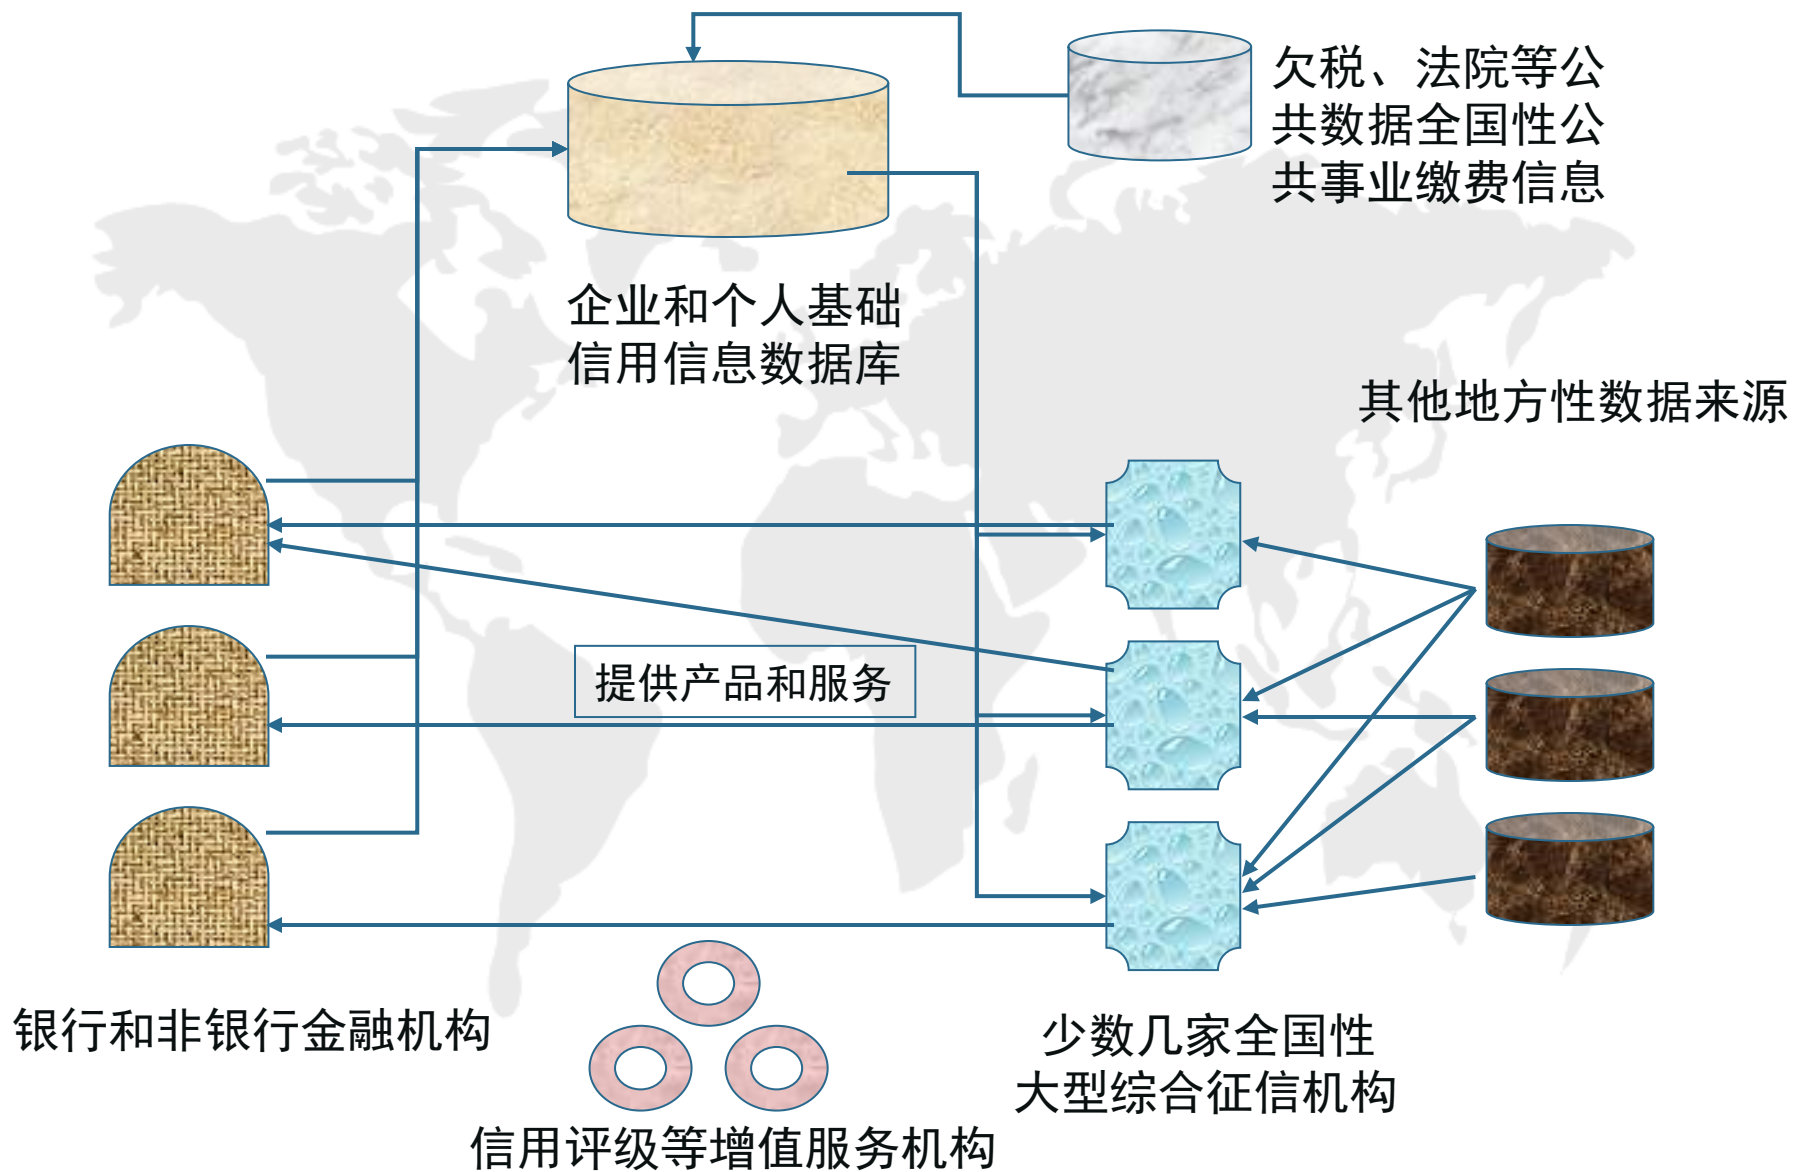 欠税、法院等公
共数据全国性公
共事业缴费信息
企业和个人基础
信用信息数据库
其他地方性数据来源
提供产品和服务
银行和非银行金融机构
少数几家全国性
大型综合征信机构
信用评级等增值服务机构